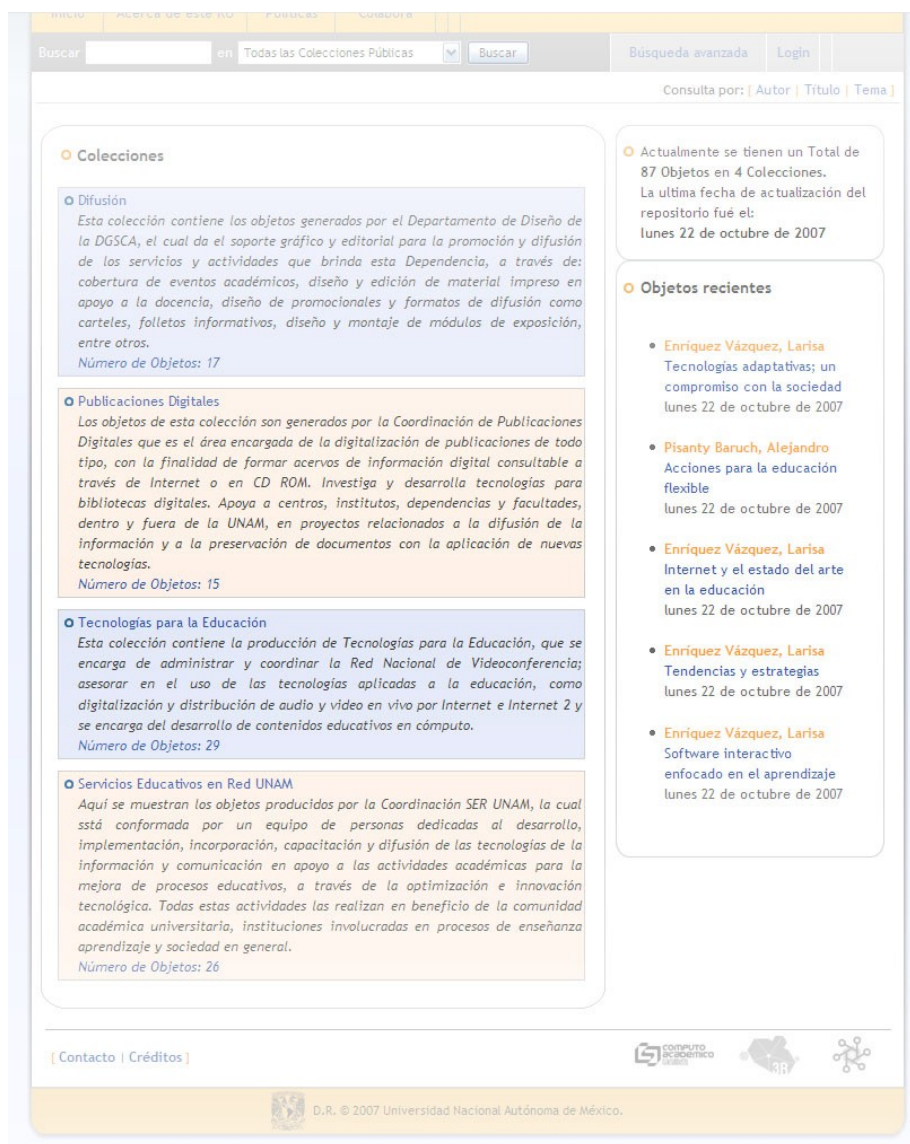 Inicio Acerca de este RU Políticas Colabora
Buscar en Todas las Colecciones Públicas Buscar Búsqueda avanzada Login
Consulta por: [ Autor | Título | Tema ]
Colecciones
Difusión
Esta colección contiene los objetos generados por el Departamento de Diseño de
la DGSCA, el cual da el soporte gráfico y editorial para la promoción y difusión
de los servicios y actividades que brinda esta Dependencia, a través de:
cobertura de eventos académicos, diseño y edición de material impreso en
apoyo a la docencia, diseño de promocionales y formatos de difusión como
carteles, folletos informativos, diseño y montaje de módulos de exposición,
entre otros.
Número de Objetos: 17
Publicaciones Digitales
Los objetos de esta colección son generados por la Coordinación de Publicaciones
Digitales que es el área encargada de la digitalización de publicaciones de todo
tipo, con la finalidad de formar acervos de información digital consultable a
través de Internet o en CD ROM. Investiga y desarrolla tecnologías para
bibliotecas digitales. Apoya a centros, institutos, dependencias y facultades,
dentro y fuera de la UNAM, en proyectos relacionados a la difusión de la
información y a la preservación de documentos con la aplicación de nuevas
tecnologías.
Número de Objetos: 15
Tecnologías para la Educación
Esta colección contiene la producción de Tecnologías para la Educación, que se
encarga de administrar y coordinar la Red Nacional de Videoconferencia;
asesorar en el uso de las tecnologías aplicadas a la educación, como
digitalización y distribución de audio y video en vivo por Internet e Internet 2 y
se encarga del desarrollo de contenidos educativos en cómputo.
Número de Objetos: 29
Servicios Educativos en Red UNAM
Aquí se muestran los objetos producidos por la Coordinación SER UNAM, la cual
sstá conformada por un equipo de personas dedicadas al desarrollo,
implementación, incorporación, capacitación y difusión de las tecnologías de la
información y comunicación en apoyo a las actividades académicas para la
mejora de procesos educativos, a través de la optimización e innovación
tecnológica. Todas estas actividades las realizan en beneficio de la comunidad
académica universitaria, instituciones involucradas en procesos de enseñanza
aprendizaje y sociedad en general.
Número de Objetos: 26
Actualmente se tienen un Total de
87 Objetos en 4 Colecciones.
La ultima fecha de actualización del
repositorio fué el:
lunes 22 de octubre de 2007
Objetos recientes
Enríquez Vázquez, Larisa
Tecnologías adaptativas; un
compromiso con la sociedad
lunes 22 de octubre de 2007
Pisanty Baruch, Alejandro
Acciones para la educación
flexible
lunes 22 de octubre de 2007
Enríquez Vázquez, Larisa
Internet y el estado del arte
en la educación
lunes 22 de octubre de 2007
Enríquez Vázquez, Larisa
Tendencias y estrategias
lunes 22 de octubre de 2007
Enríquez Vázquez, Larisa
Software interactivo
enfocado en el aprendizaje
lunes 22 de octubre de 2007
[ Contacto | Créditos ]
COMPUTO
ACADEMICO
3R
D.R. © 2007 Universidad Nacional Autónoma de México.